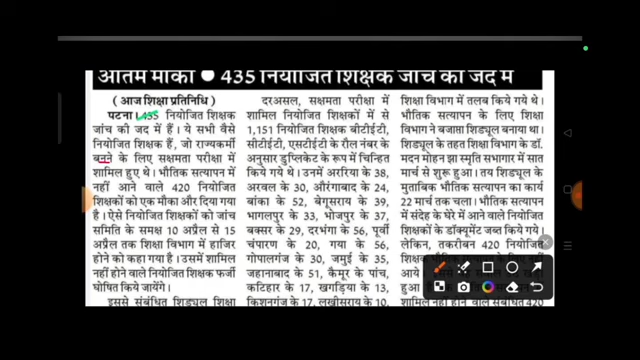 अंतिम मौका ● 435 नियोजित शिक्षक जांच की जद में
( आज शिक्षा प्रतिनिधि )
पटना। 435 नियोजित शिक्षक
जांच की जद में हैं। ये सभी वैसे
नियोजित शिक्षक हैं, जो राज्यकर्मी
बनने के लिए सक्षमता परीक्षा में
शामिल हुए थे। भौतिक सत्यापन में
नहीं आने वाले 420 नियोजित
शिक्षकों को एक मौका और दिया गया
है। ऐसे नियोजित शिक्षकों को जांच
समिति के समक्ष 10 अप्रैल से 15
अप्रैल तक शिक्षा विभाग में हाजिर
होने को कहा गया है। उसमें शामिल
नहीं होने वाले नियोजित शिक्षक फर्जी
घोषित किये जायेंगे।
इससे संबंधित शिड्यूल शिक्षा
दरअसल, सक्षमता परीक्षा में
शामिल नियोजित शिक्षकों में से
1,151 नियोजित शिक्षक बीटीईटी,
सीटीईटी, एसटीईटी के रौल नंबर के
अनुसार डुप्लिकेट के रूप में चिन्हित
किये गये थे। उनमें अररिया के 38,
अरवल के 30, औरंगाबाद के 24,
बांका के 52, बेगूसराय के 39,
भागलपुर के 33, भोजपुर के 37,
बक्सर के 29, दरभंगा के 56, पूर्वी
चंपारण के 20, गया के 56,
गोपालगंज के 30, जमुई के 35,
जहानाबाद के 51, कैमूर के पांच,
कटिहार के 17, खगड़िया के 13,
किशनगंज के 17, लखीसराय के 10,
शिक्षा विभाग में तलब किये गये थे।
भौतिक सत्यापन के लिए शिक्षा
विभाग ने बजाप्ता शिड्यूल बनाया था।
शिड्यूल के तहत शिक्षा विभाग के डॉ.
मदन मोहन झा स्मृति सभागार में सात
मार्च से शुरू हुआ। तय शिड्यूल के
मुताबिक भौतिक सत्यापन का कार्य
22 मार्च तक चला। भौतिक सत्यापन
में संदेह के घेरे में आने वाले नियोजित
शिक्षकों के डॉक्यूमेंट जब्त किये गये।
लेकिन, तकरीबन 420 नियोजित
शिक्षक
आये।
हुआ है।
शामिल नहीं होने वाले संबंधित 420